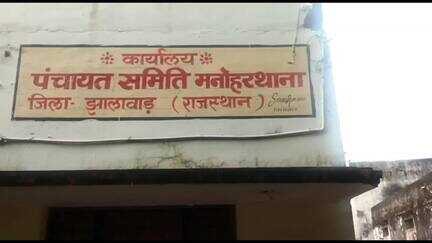 कार्यालय
पंचायत समिति मनोहरथाना
जिला- झालावाड़ (राजस्थान)